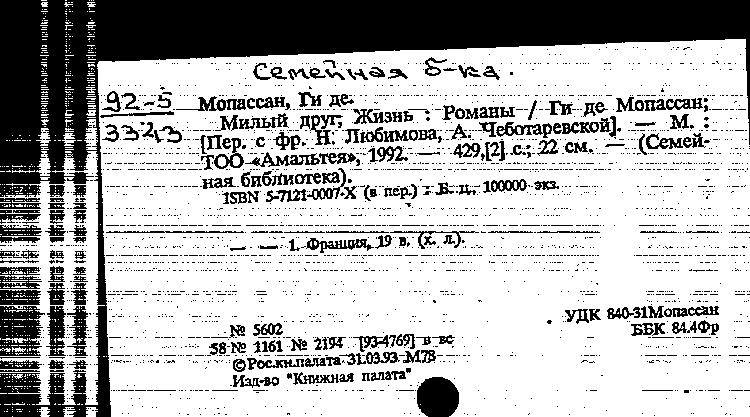 Семейная б-ка.
92-5
33213
Мопассан, Ги де.
Милый друг; Жизнь : Романы / Ги де Мопассан;
[Пер. с фр. Н. Любимова, А. Чеботаревской]. — М. :
ТОО «Амальтея», 1992. — 429,[2] с.; 22 см. — (Семей-
ная библиотека).
ISBN 5-7121-0007-X (в пер.) : Б. ц., 100000 экз.
— — 1. Франция, 19 в. (х. л.).
УДК 840-31Мопассан
ББК 84.4Фр
№ 5602
58 № 1161 № 2194 [93-4769] в вс
©Рос.кн.палата 31.03.93 М78
Изд-во "Книжная палата"